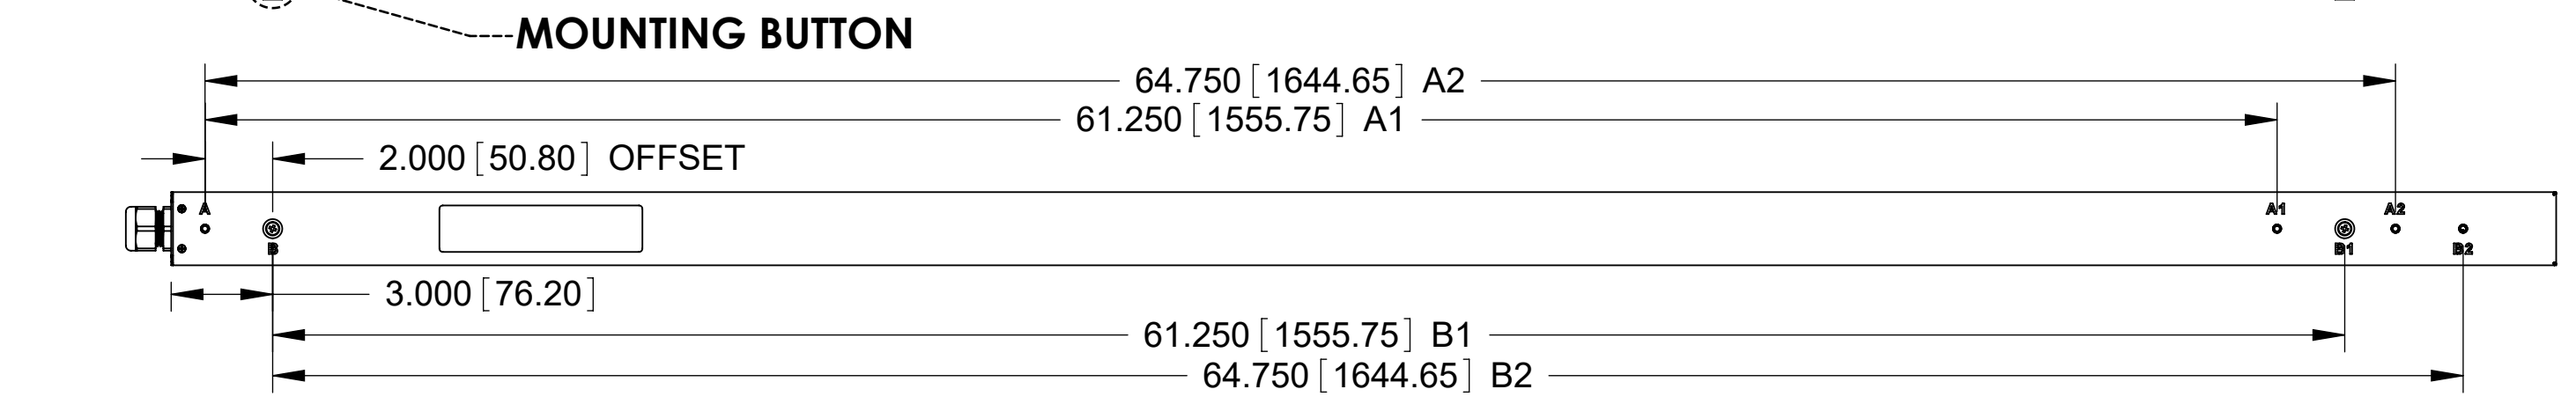 MOUNTING BUTTON
64.750 [1644.65] A2
61.250 [1555.75] A1
2.000 [50.80] OFFSET
A A1 A2
B B1 B2
3.000 [76.20]
61.250 [1555.75] B1
64.750 [1644.65] B2